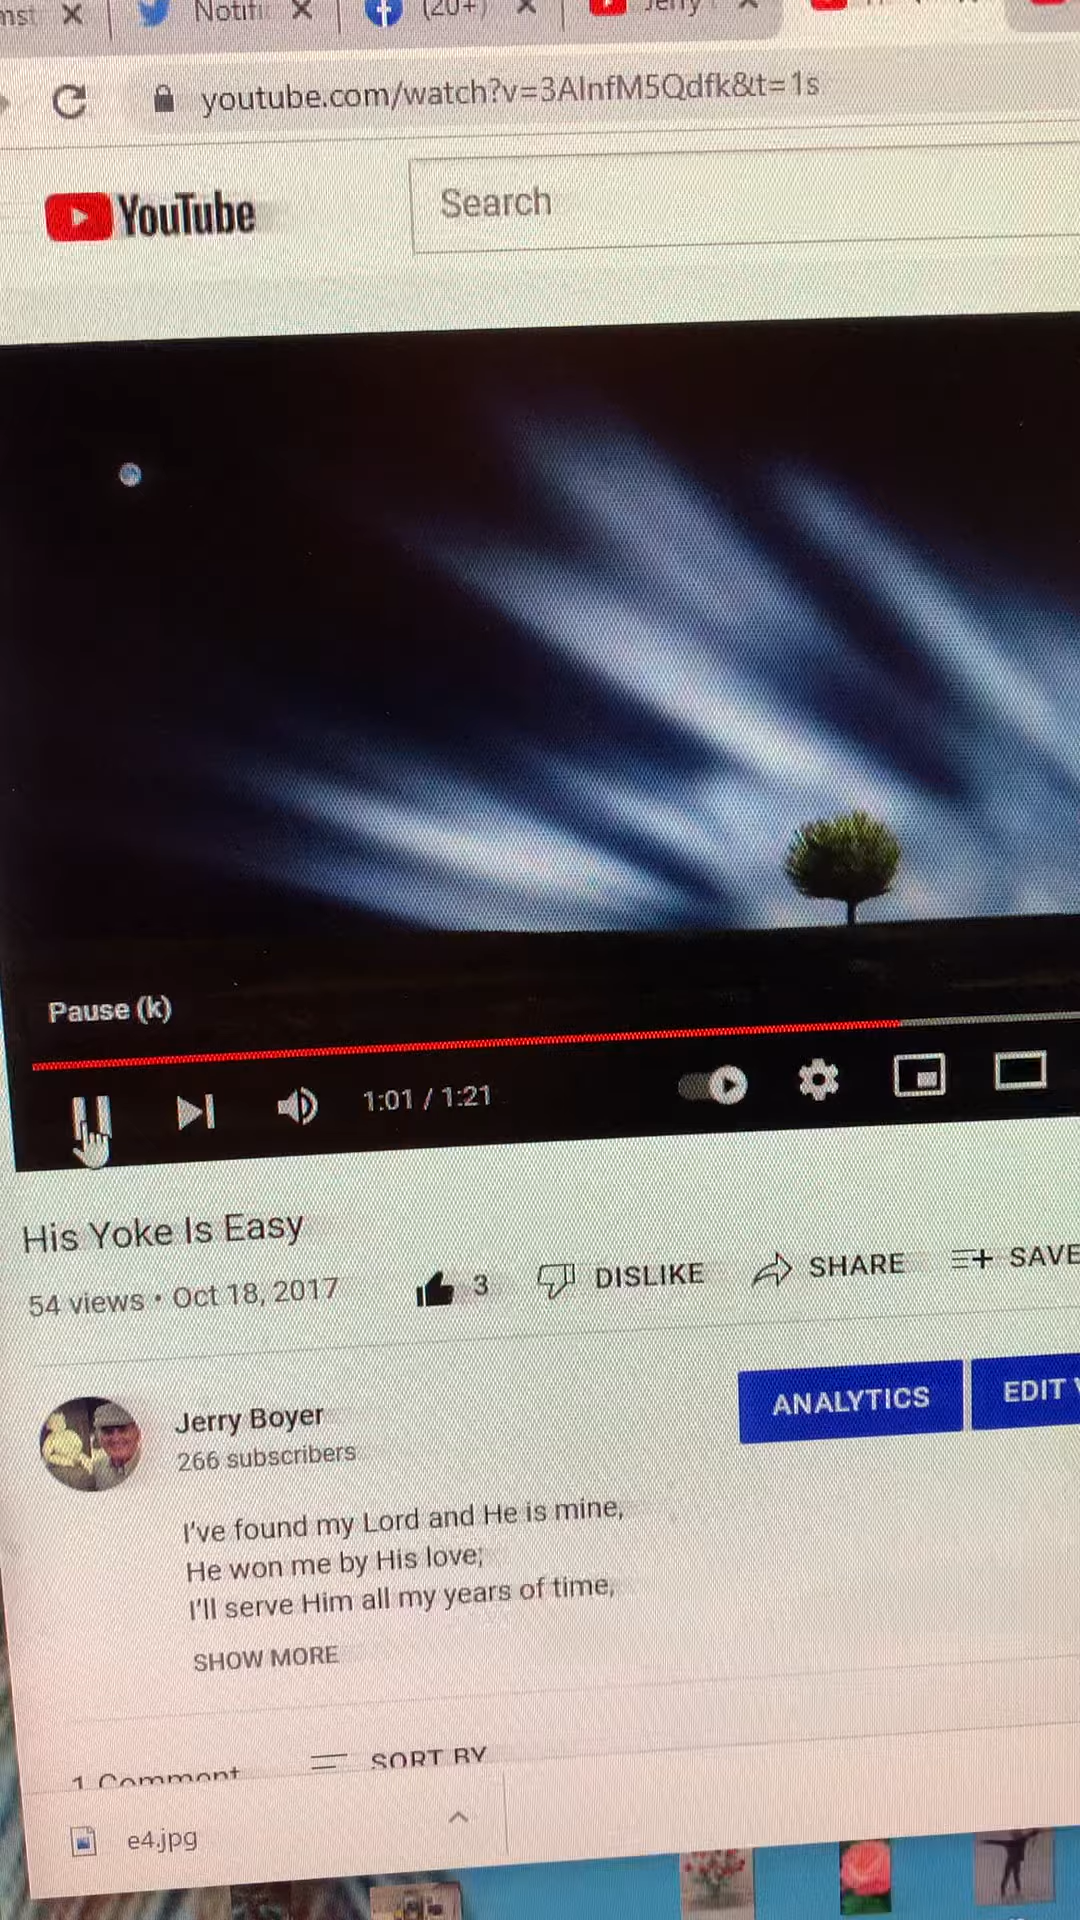 Notifi
(20+)
Jerry
youtube.com/watch?v=3AlnfM5Qdfk&t=1s
YouTube
Search
Pause (k)
1:01 / 1:21
His Yoke Is Easy
54 views • Oct 18, 2017
3 DISLIKE SHARE SAVE
Jerry Boyer
266 subscribers
ANALYTICS EDIT
I've found my Lord and He is mine,
He won me by His love;
I'll serve Him all my years of time,
SHOW MORE
1 Comment SORT BY
e4.jpg